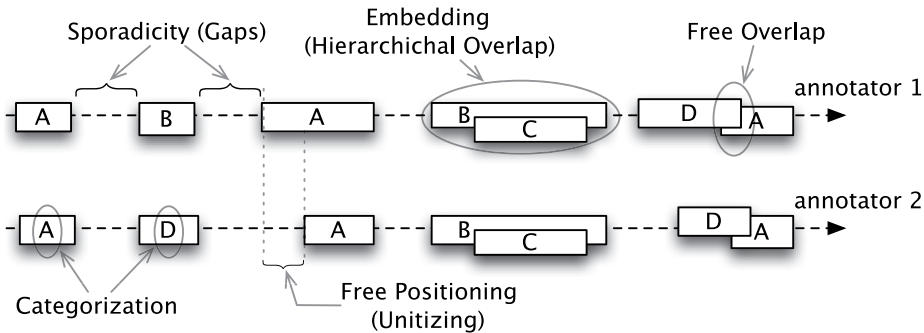 Sporadicity (Gaps)
Embedding
(Hierarchichal Overlap)
Free Overlap
annotator 1
A B A B C D A
annotator 2
A D A B C D A
Categorization
Free Positioning
(Unitizing)